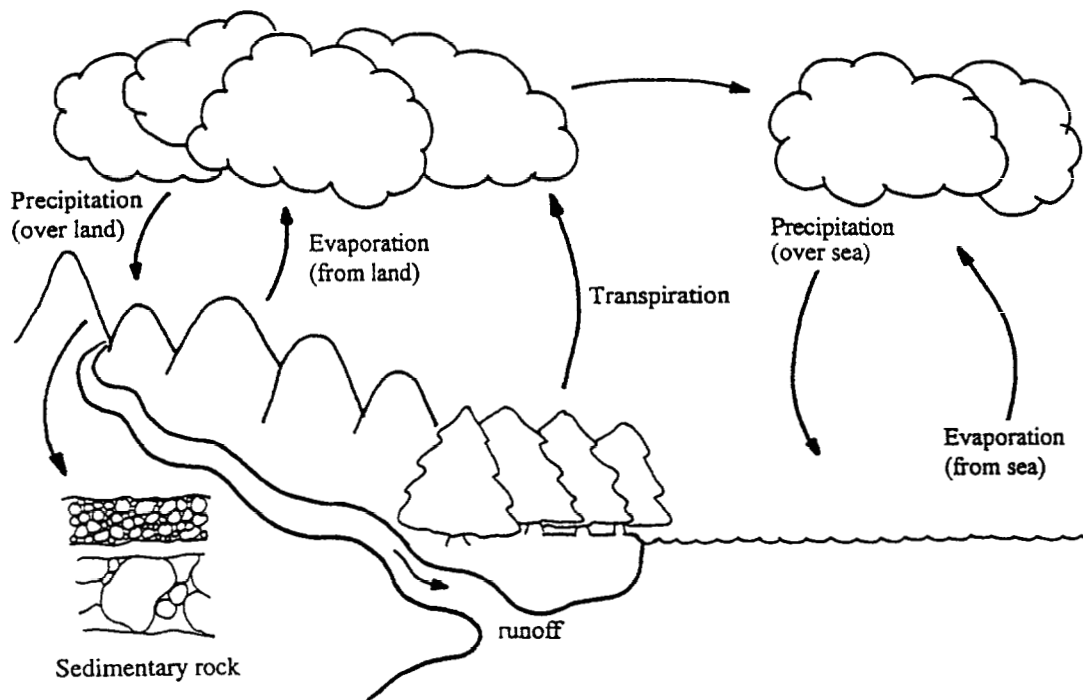 Precipitation
(over land)
Evaporation
(from land)
Transpiration
Precipitation
(over sea)
Evaporation
(from sea)
runoff
Sedimentary rock